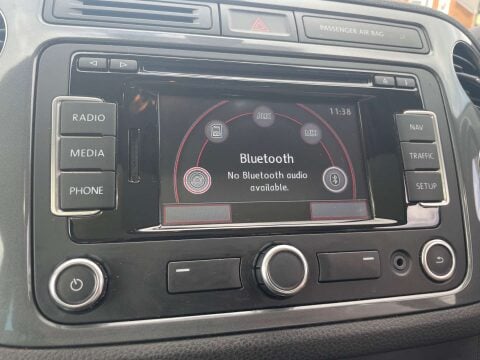 PASSENGER AIR BAG
RADIO
MEDIA
PHONE
11:38
Bluetooth
No Bluetooth audio
available.
NAV
TRAFFIC
SETUP